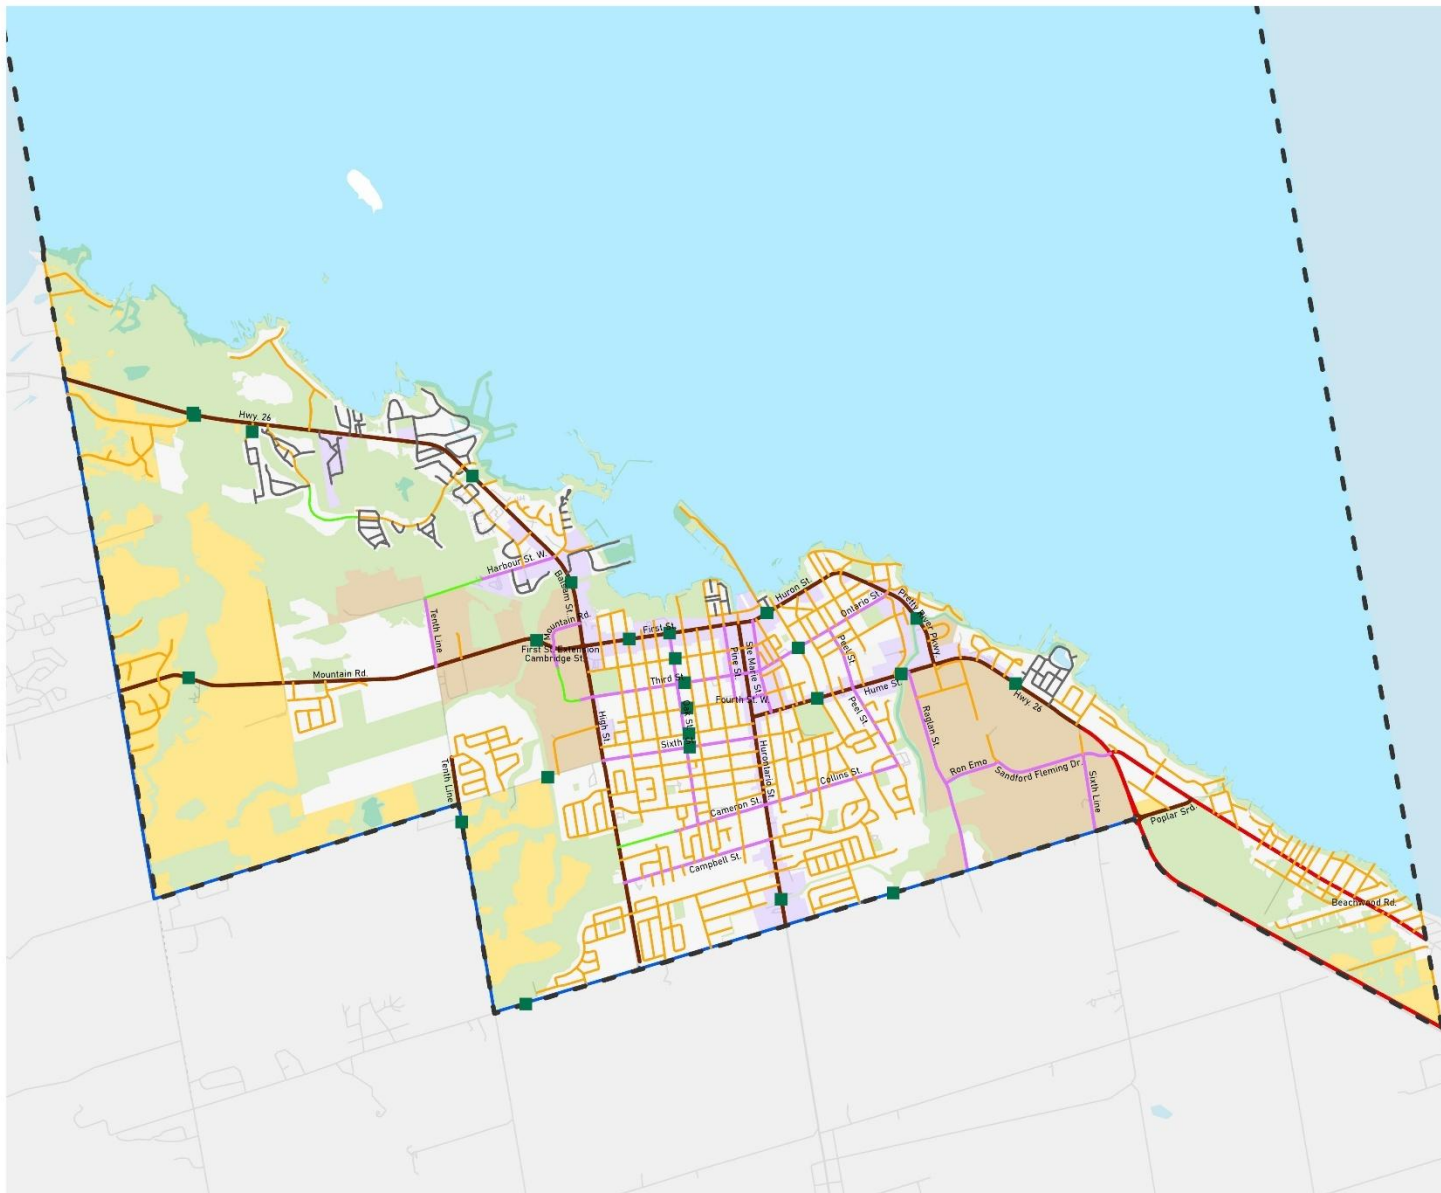 Hwy. 26
Harbour St. W.
Balsam St.
Mountain Rd.
Tenth Line
First St. Extension
Cambridge St.
Mountain Rd.
First St.
Huron St.
Ontario St.
Pretty River Pkwy.
Peel St.
Ste Marie St.
Pine St.
Third St.
Fourth St. W.
Hume St.
Peel St.
Hwy. 26
Oak St.
High St.
Sixth St.
Hurontario St.
Raglan St.
Tenth Line
Collins St.
Ron Emo
Sandford Fleming Dr.
Sixth Line
Cameron St.
Poplar Srd.
Campbell St.
Beachwood Rd.